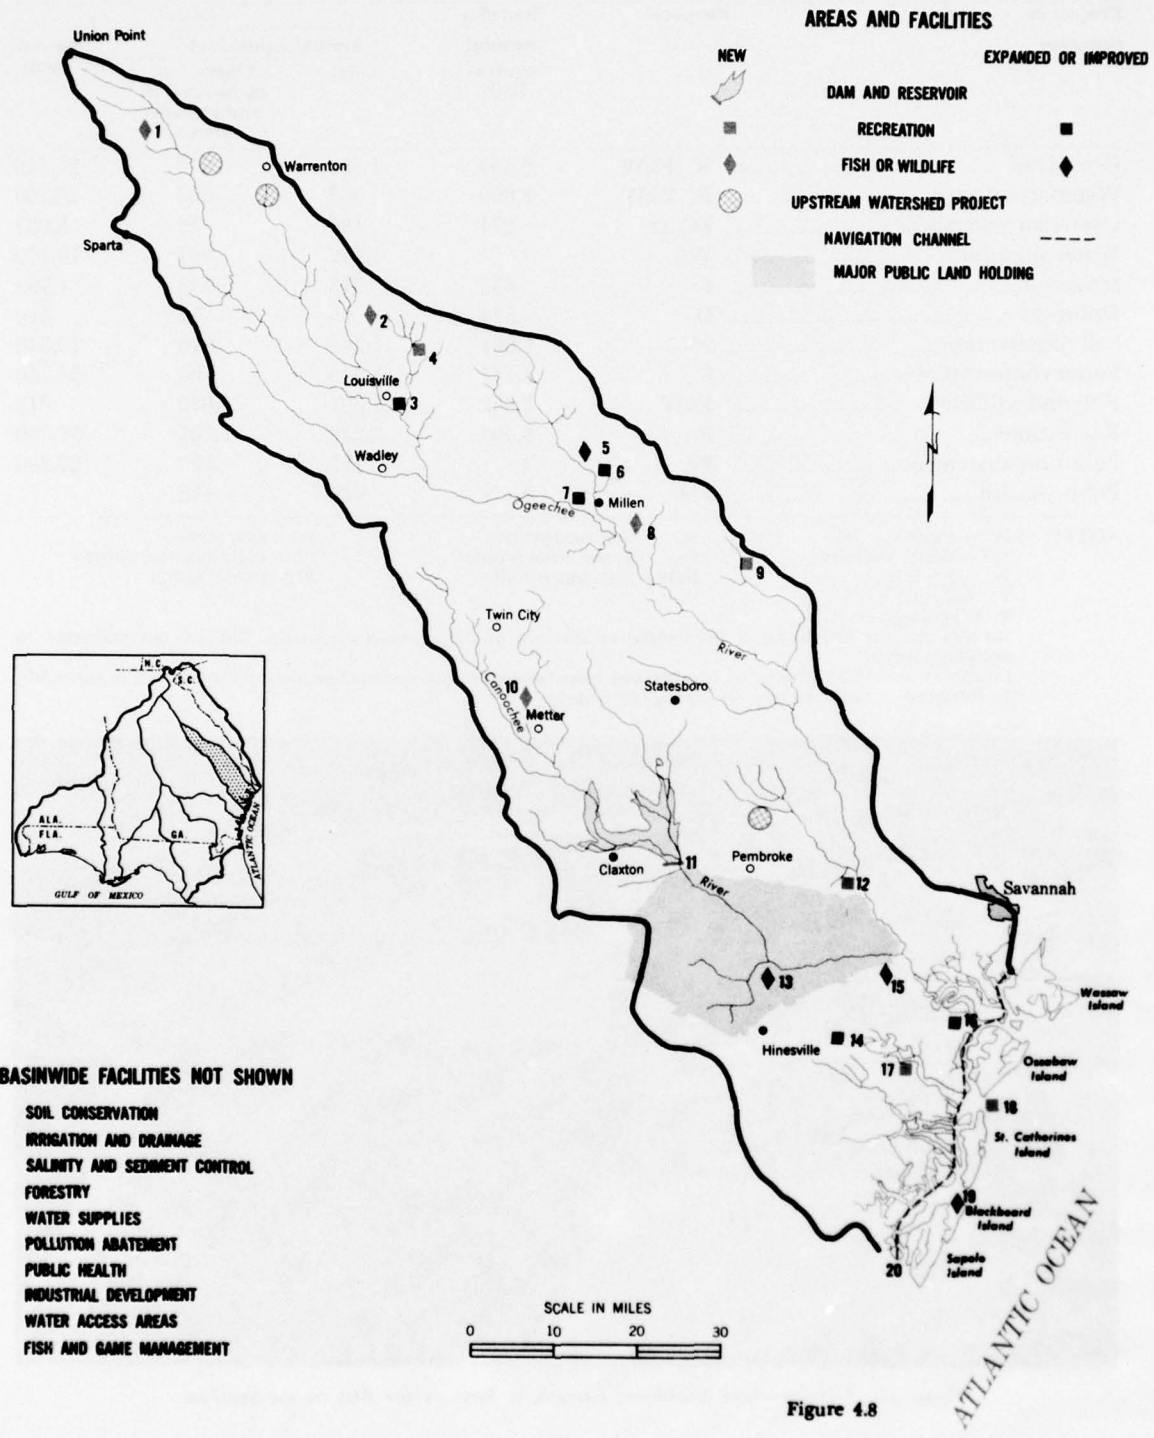 AREAS AND FACILITIES
NEW
EXPANDED OR IMPROVED
DAM AND RESERVOIR
RECREATION
FISH OR WILDLIFE
UPSTREAM WATERSHED PROJECT
NAVIGATION CHANNEL
MAJOR PUBLIC LAND HOLDING
Union Point
1
Warrenton
Sparta
2
4
Louisville
3
Wadley
5
6
7
Millen
Ogeechee
8
9
N
Twin City
River
Canoochee
10
Statesboro
Metter
N.C.
S.C.
ALA.
FLA.
GA.
ATLANTIC OCEAN
GULF OF MEXICO
Claxton
11
Pembroke
River
12
Savannah
13
15
Wassaw
Island
16
Hinesville
14
Ossabaw
Island
17
18
St. Catherines
Island
19
Blackbeard
Island
20
Sapelo
Island
ATLANTIC OCEAN
BASINWIDE FACILITIES NOT SHOWN
SOIL CONSERVATION
IRRIGATION AND DRAINAGE
SALINITY AND SEDIMENT CONTROL
FORESTRY
WATER SUPPLIES
POLLUTION ABATEMENT
PUBLIC HEALTH
INDUSTRIAL DEVELOPMENT
WATER ACCESS AREAS
FISH AND GAME MANAGEMENT
SCALE IN MILES
0 10 20 30
Figure 4.8